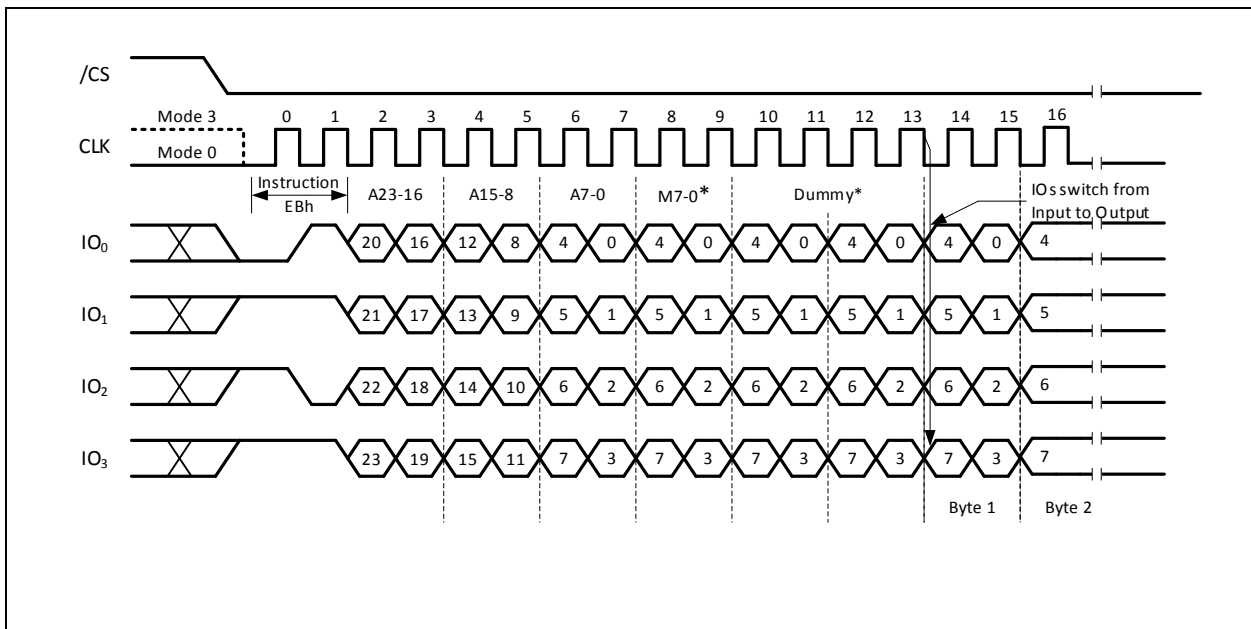 /CS
0 1 2 3 4 5 6 7 8 9 10 11 12 13 14 15 16
Mode 3
CLK
Mode 0
Instruction
EBh
A23-16 A15-8 A7-0 M7-0* Dummy*
IOs switch from
Input to Output
IO0 20 16 12 8 4 0 4 0 4 0 4 0 4 0 4
IO1 21 17 13 9 5 1 5 1 5 1 5 1 5 1 5
IO2 22 18 14 10 6 2 6 2 6 2 6 2 6 2 6
IO3 23 19 15 11 7 3 7 3 7 3 7 3 7 3 7
Byte 1 Byte 2